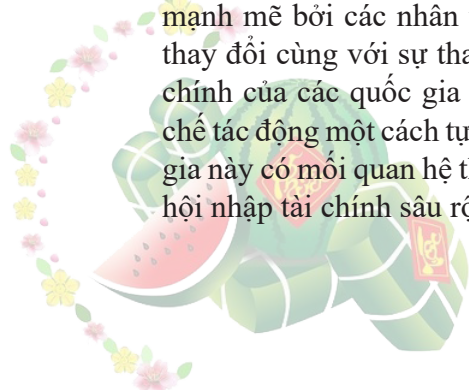 mạnh mẽ bởi các nhân
thay đổi cùng với sự tha
chính của các quốc gia
chế tác động một cách tự
gia này có mối quan hệ t
hội nhập tài chính sâu rộ
Lộc